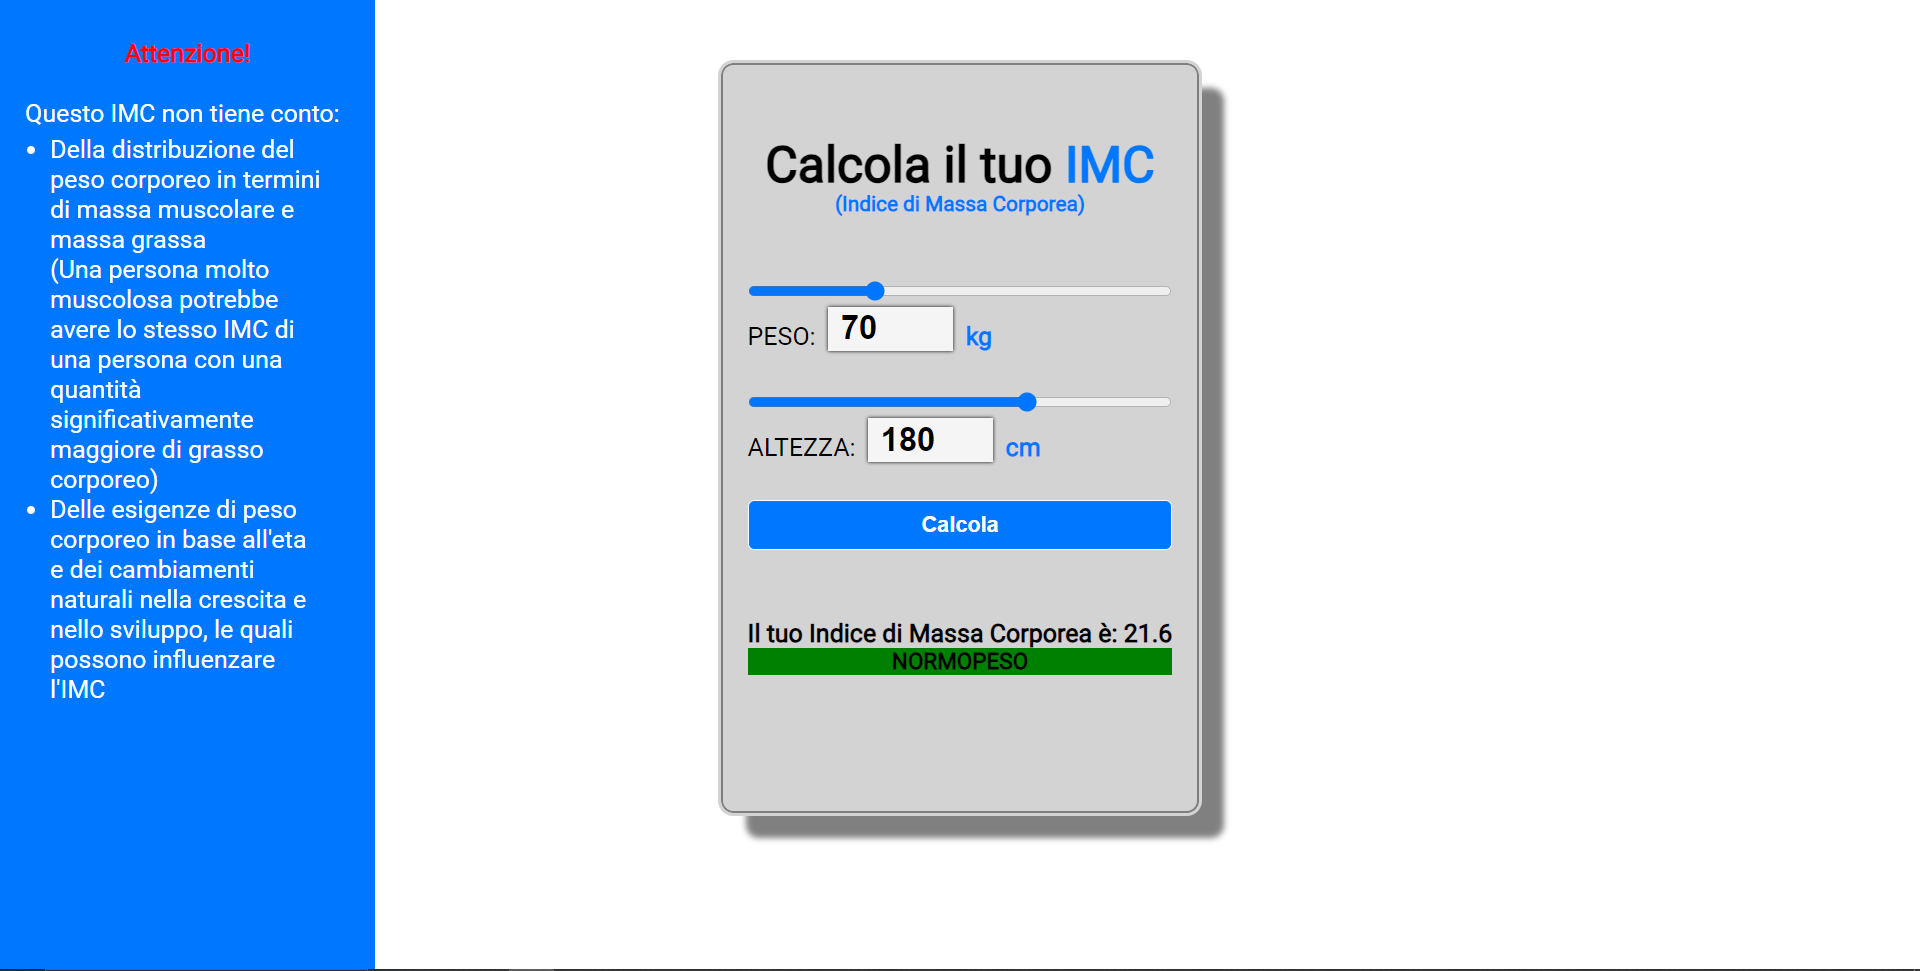 Attenzione!
Questo IMC non tiene conto:
• Della distribuzione del
peso corporeo in termini
di massa muscolare e
massa grassa
(Una persona molto
muscolosa potrebbe
avere lo stesso IMC di
una persona con una
quantità
significativamente
maggiore di grasso
corporeo)
• Delle esigenze di peso
corporeo in base all'eta
e dei cambiamenti
naturali nella crescita e
nello sviluppo, le quali
possono influenzare
l'IMC
Calcola il tuo IMC
(Indice di Massa Corporea)
PESO: 70 kg
ALTEZZA: 180 cm
Calcola
Il tuo Indice di Massa Corporea è: 21.6
NORMOPESO